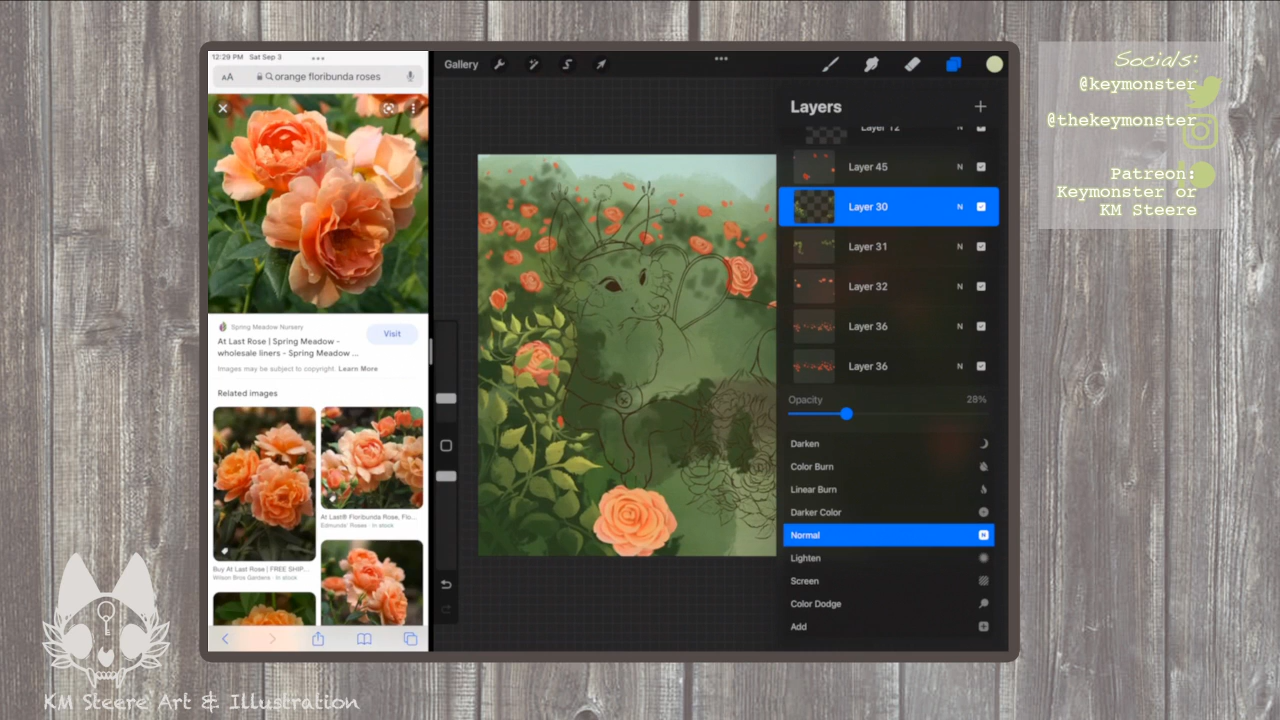 12:29 PM Sat Sep 3
AA orange floribunda roses
Spring Meadow Nursery
At Last Rose | Spring Meadow -
wholesale liners - Spring Meadow ...
Visit
Images may be subject to copyright. Learn More
Related images
Buy At Last Rose | FREE SHIP...
Wilson Bros Gardens · In stock
At Last® Floribunda Rose, Flo...
Edmunds' Roses · In stock
Gallery
Layers
Layer 12 N
Layer 45 N
Layer 30 N
Layer 31 N
Layer 32 N
Layer 36 N
Layer 36 N
Opacity 28%
Darken
Color Burn
Linear Burn
Darker Color
Normal N
Lighten
Screen
Color Dodge
Add
Socials:
@keymonster
@thekeymonster
Patreon:
Keymonster or
KM Steere
KM Steere Art & Illustration